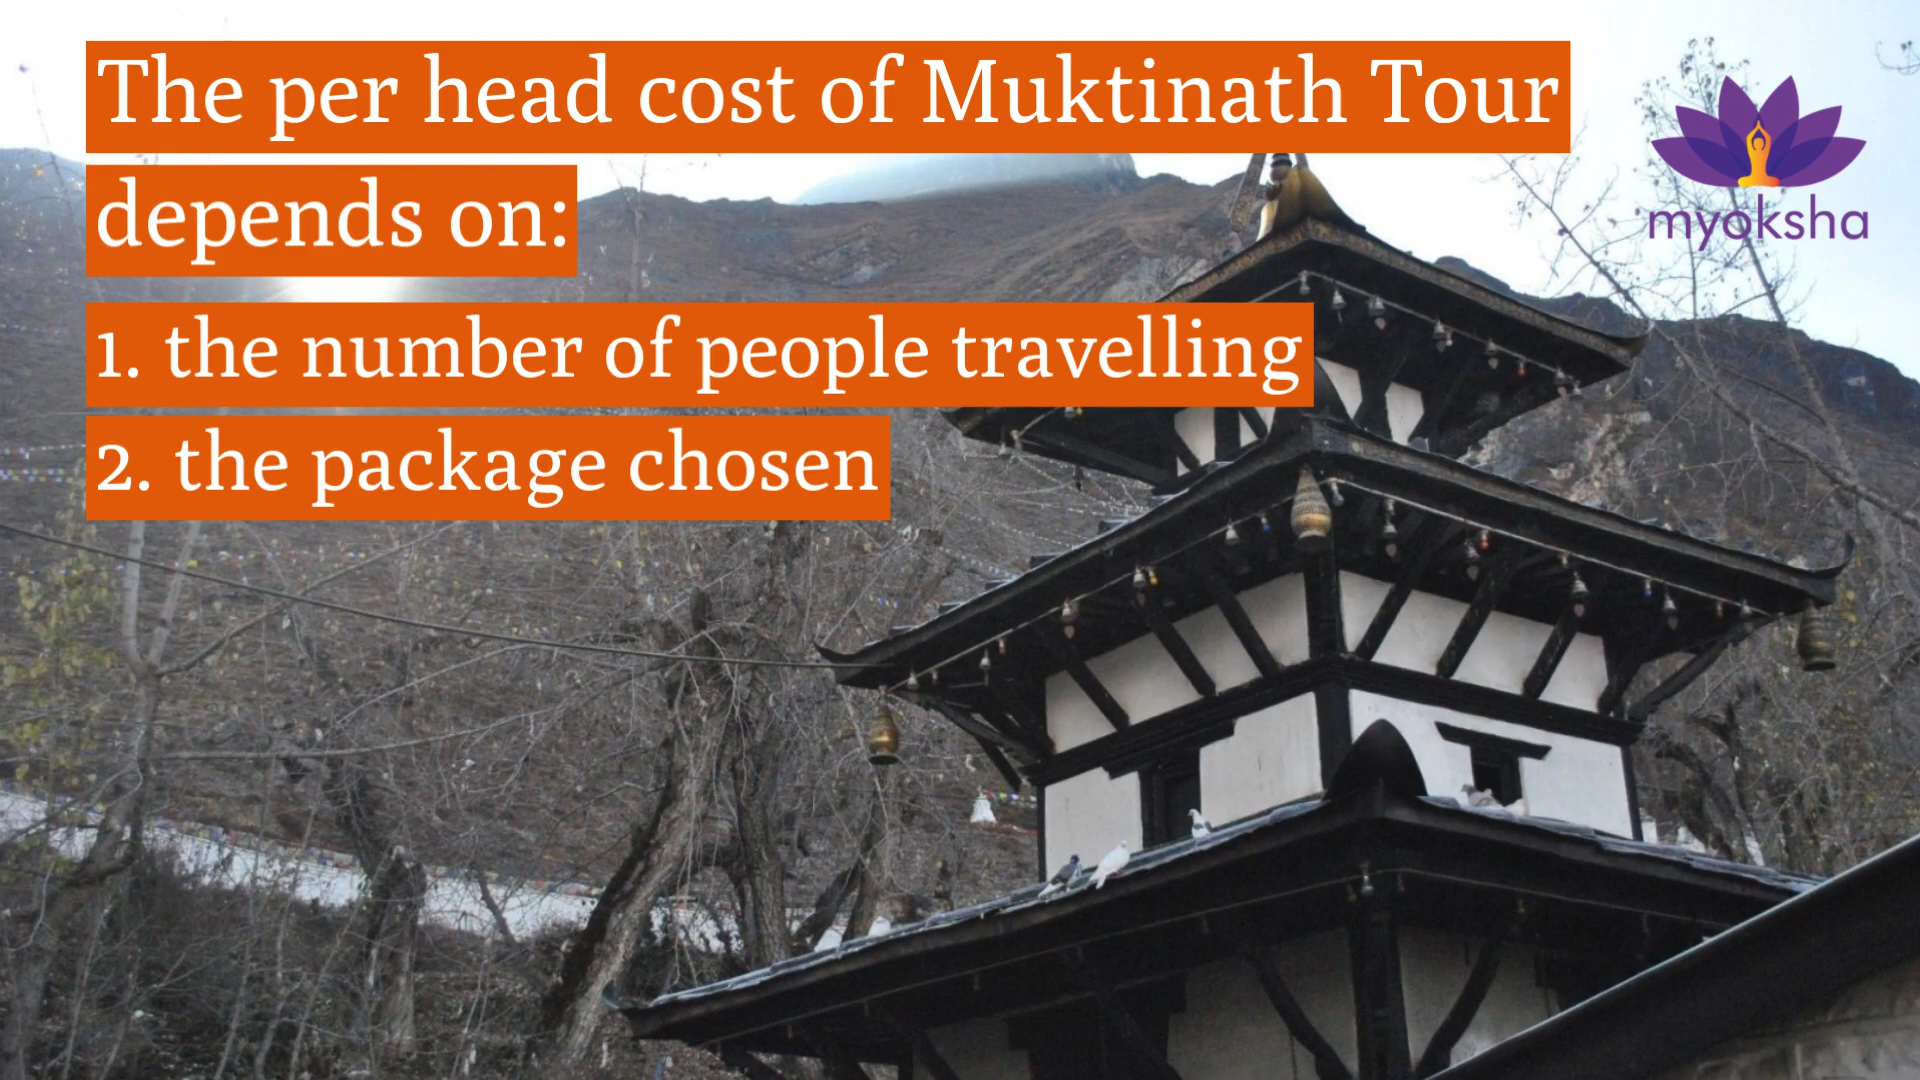 The per head cost of Muktinath Tour
depends on:
1. the number of people travelling
2. the package chosen
myoksha